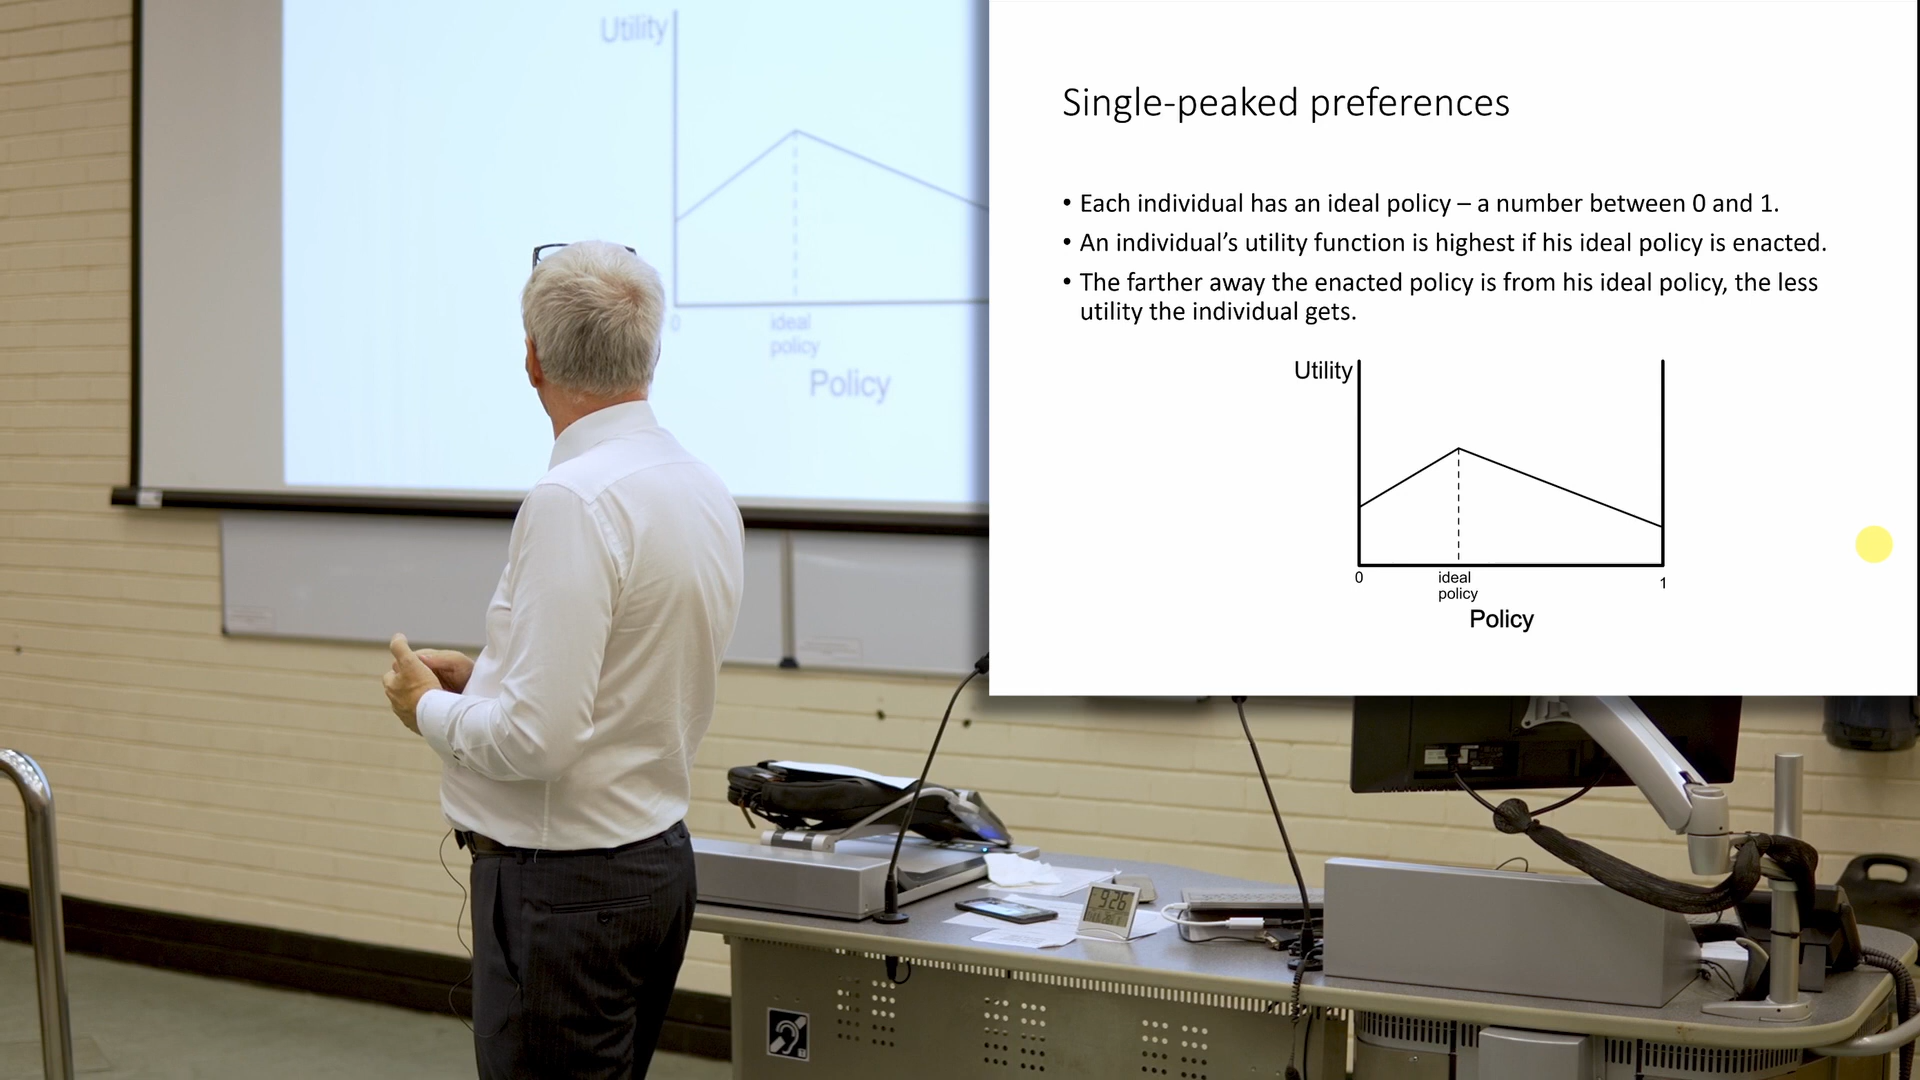 Utility
0
ideal
policy
Policy
Single-peaked preferences
• Each individual has an ideal policy – a number between 0 and 1.
• An individual’s utility function is highest if his ideal policy is enacted.
• The farther away the enacted policy is from his ideal policy, the less
utility the individual gets.
Utility
0
ideal
policy
1
Policy
9:26
T